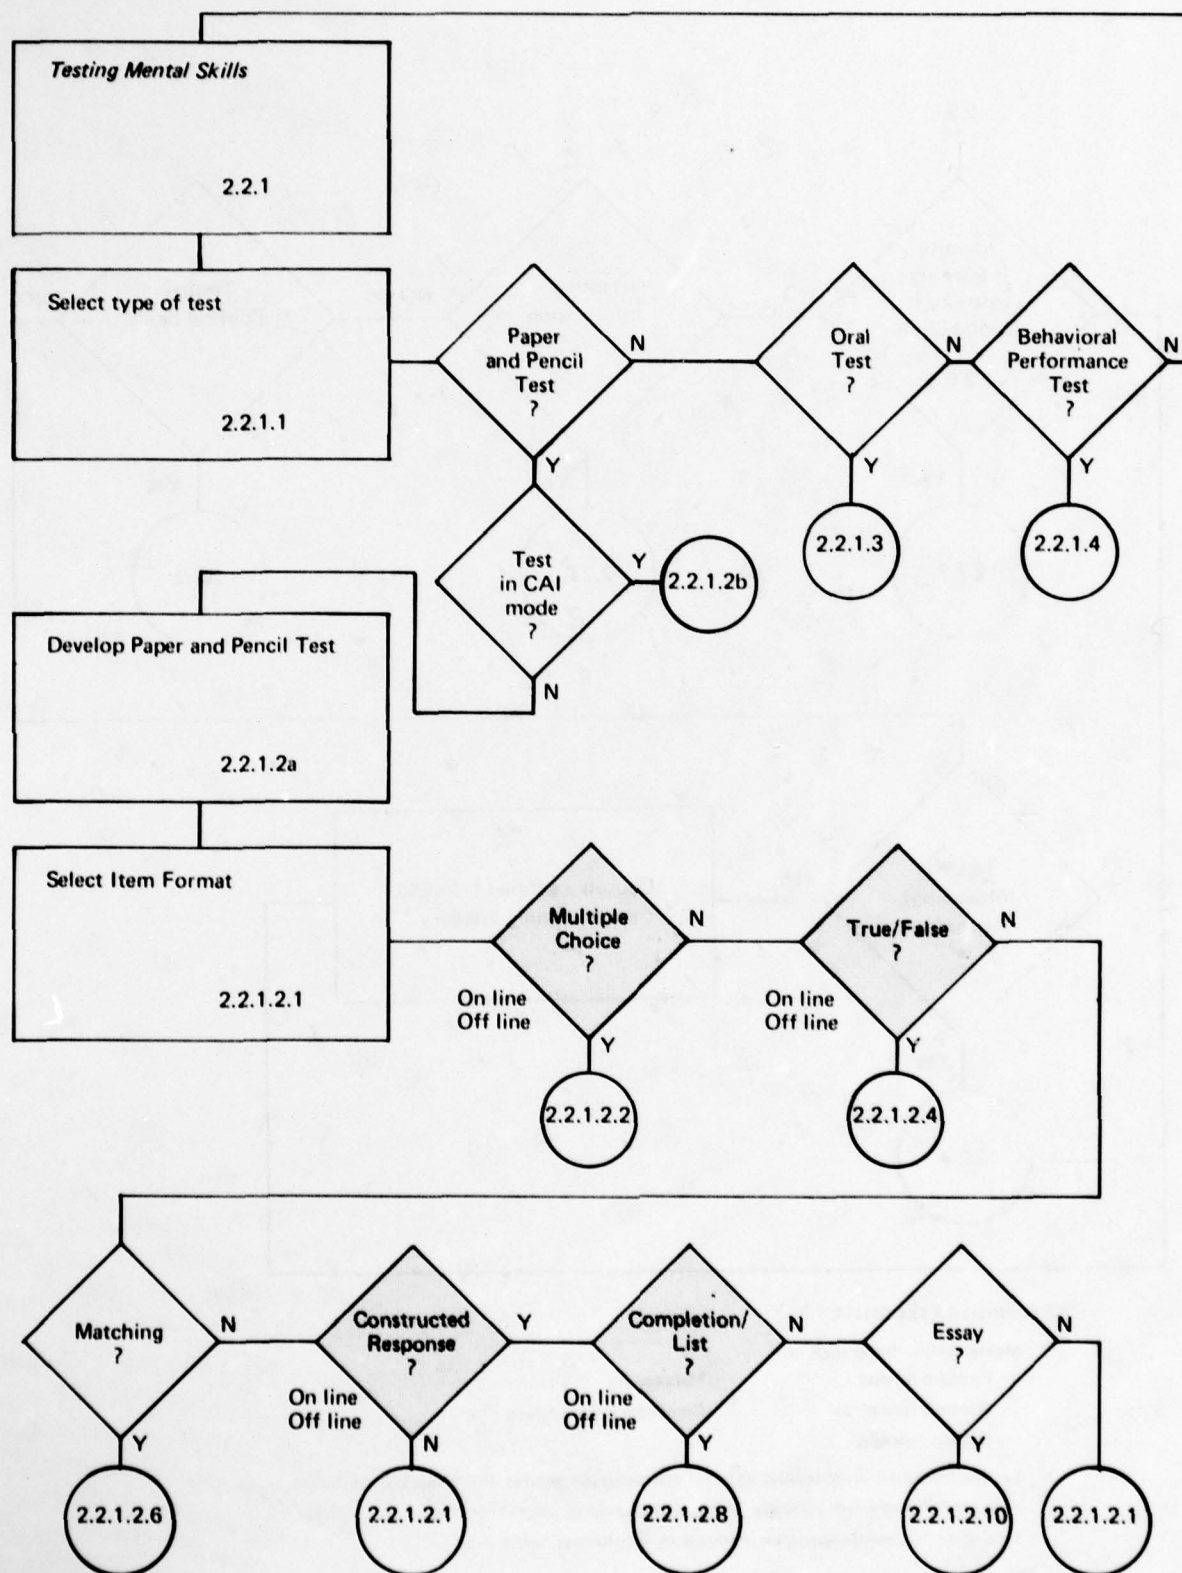 Testing Mental Skills
2.2.1
Select type of test
2.2.1.1
Paper
and Pencil
Test
?
N
Y
Oral
Test
?
N
Y
2.2.1.3
Behavioral
Performance
Test
?
N
Y
2.2.1.4
Test
in CAI
mode
?
Y
2.2.1.2b
N
Develop Paper and Pencil Test
2.2.1.2a
Select Item Format
2.2.1.2.1
Multiple
Choice
?
N
On line
Off line
Y
2.2.1.2.2
True/False
?
N
On line
Off line
Y
2.2.1.2.4
Matching
?
N
Y
2.2.1.2.6
Constructed
Response
?
Y
On line
Off line
N
2.2.1.2.1
Completion/
List
?
N
On line
Off line
Y
2.2.1.2.8
Essay
?
N
Y
2.2.1.2.10
2.2.1.2.1